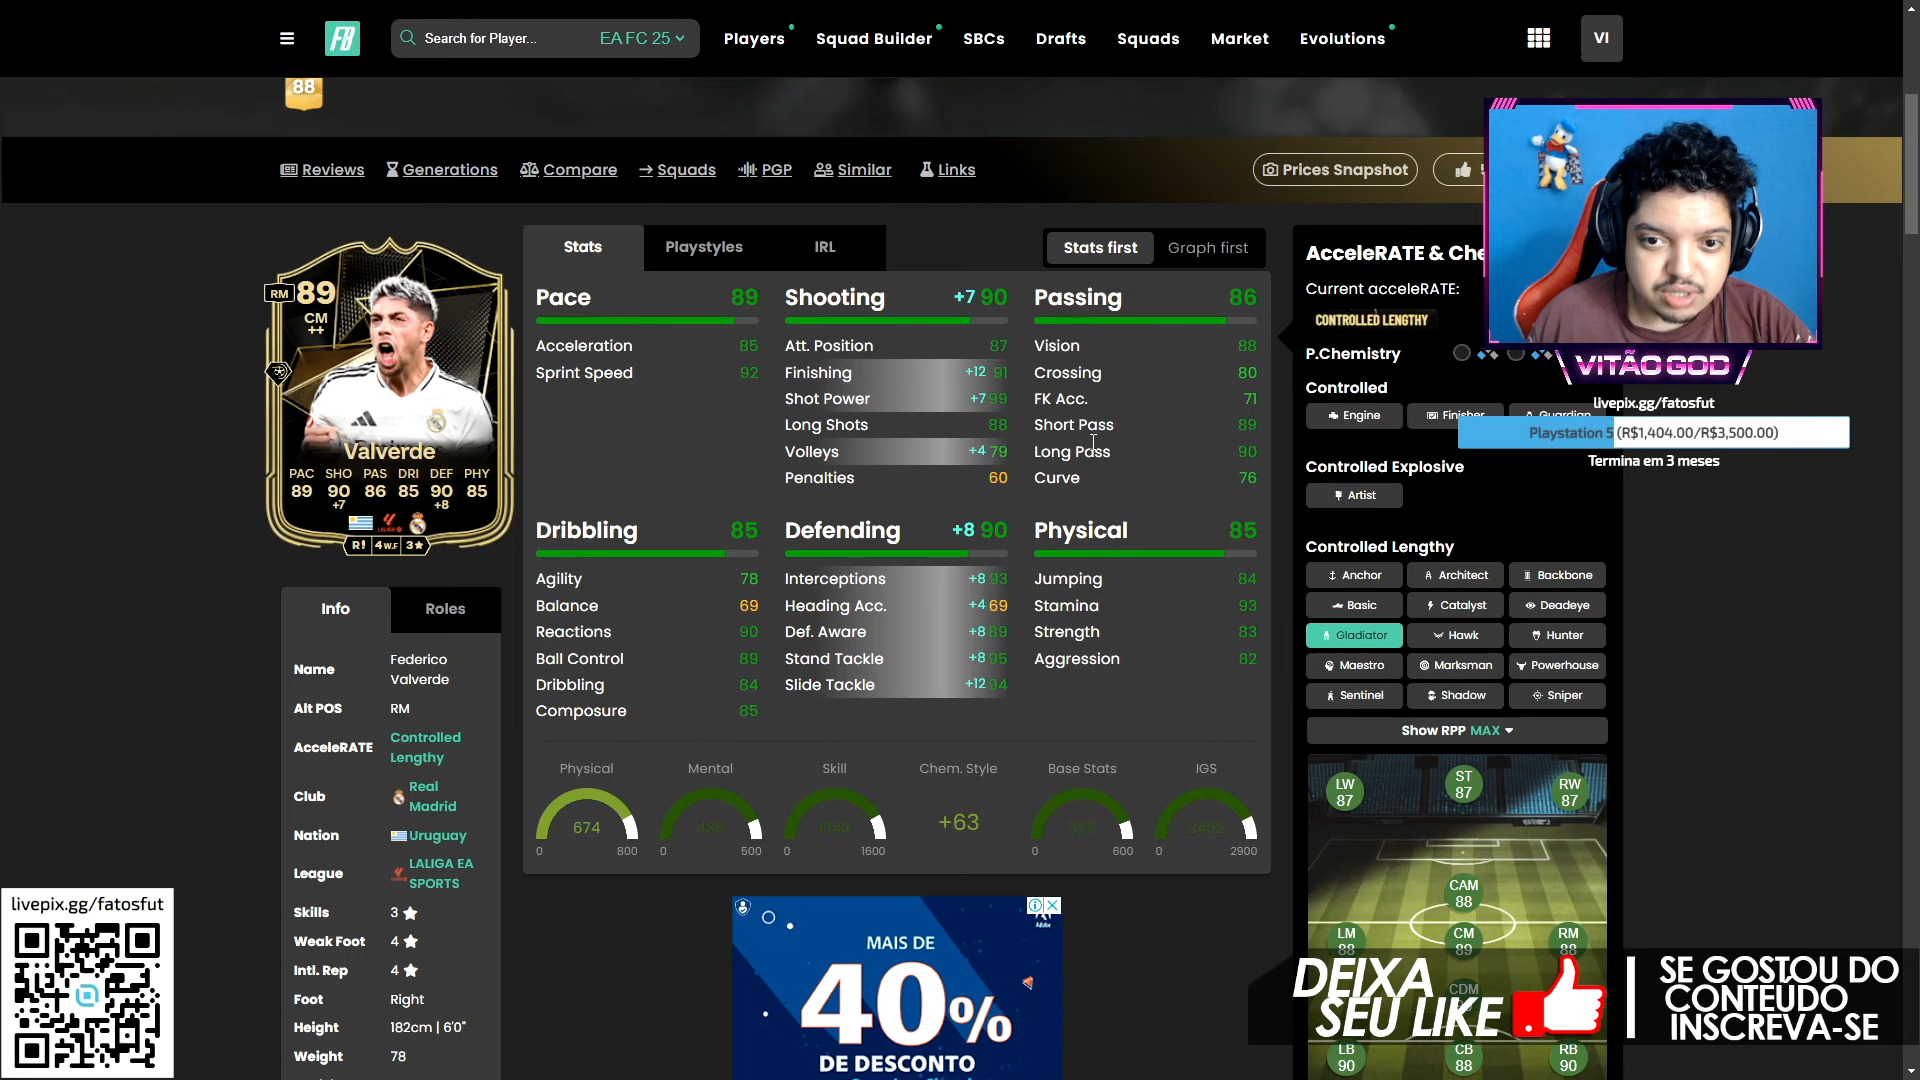 Search for Player...
EA FC 25
Players
Squad Builder
SBCs
Drafts
Squads
Market
Evolutions
VI
88
Reviews
Generations
Compare
Squads
PGP
Similar
Links
Prices Snapshot
RM
89
CM
++
Valverde
PAC SHO PAS DRI DEF PHY
89 90 86 85 90 85
+7 +8
R! 4W.F 3★
Info
Roles
Name Federico Valverde
Alt POS RM
AcceleRATE Controlled Lengthy
Club Real Madrid
Nation Uruguay
League LALIGA EA SPORTS
Skills 3 ★
Weak Foot 4 ★
Intl. Rep 4 ★
Foot Right
Height 182cm | 6'0"
Weight 78
Stats
Playstyles
IRL
Stats first
Graph first
Pace 89
Acceleration 85
Sprint Speed 92
Shooting +7 90
Att. Position 87
Finishing +12 91
Shot Power +7 99
Long Shots 88
Volleys +4 79
Penalties 60
Passing 86
Vision 88
Crossing 80
FK Acc. 71
Short Pass 89
Long Pass 90
Curve 76
Dribbling 85
Agility 78
Balance 69
Reactions 90
Ball Control 89
Dribbling 84
Composure 85
Defending +8 90
Interceptions +8 93
Heading Acc. +4 69
Def. Aware +8 89
Stand Tackle +8 95
Slide Tackle +12 94
Physical 85
Jumping 84
Stamina 93
Strength 83
Aggression 82
Physical
674
0 800
Mental
0 500
Skill
0 1600
Chem. Style
+63
Base Stats
0 600
IGS
0 2900
AcceleRATE & Che
Current acceleRATE:
CONTROLLED LENGTHY
P.Chemistry
Controlled
Engine
Finisher
Guardian
Controlled Explosive
Artist
Controlled Lengthy
Anchor
Architect
Backbone
Basic
Catalyst
Deadeye
Gladiator
Hawk
Hunter
Maestro
Marksman
Powerhouse
Sentinel
Shadow
Sniper
Show RPP MAX
LW 87
ST 87
RW 87
CAM 88
LM 88
CM 89
RM 88
CDM
LB 90
CB 88
RB 90
VITÃO GOD
livepix.gg/fatosfut
Playstation 5 (R$1,404.00/R$3,500.00)
Termina em 3 meses
livepix.gg/fatosfut
MAIS DE
40%
DE DESCONTO
Adobe
DEIXA
SEU LIKE
SE GOSTOU DO
CONTEÚDO
INSCREVA-SE